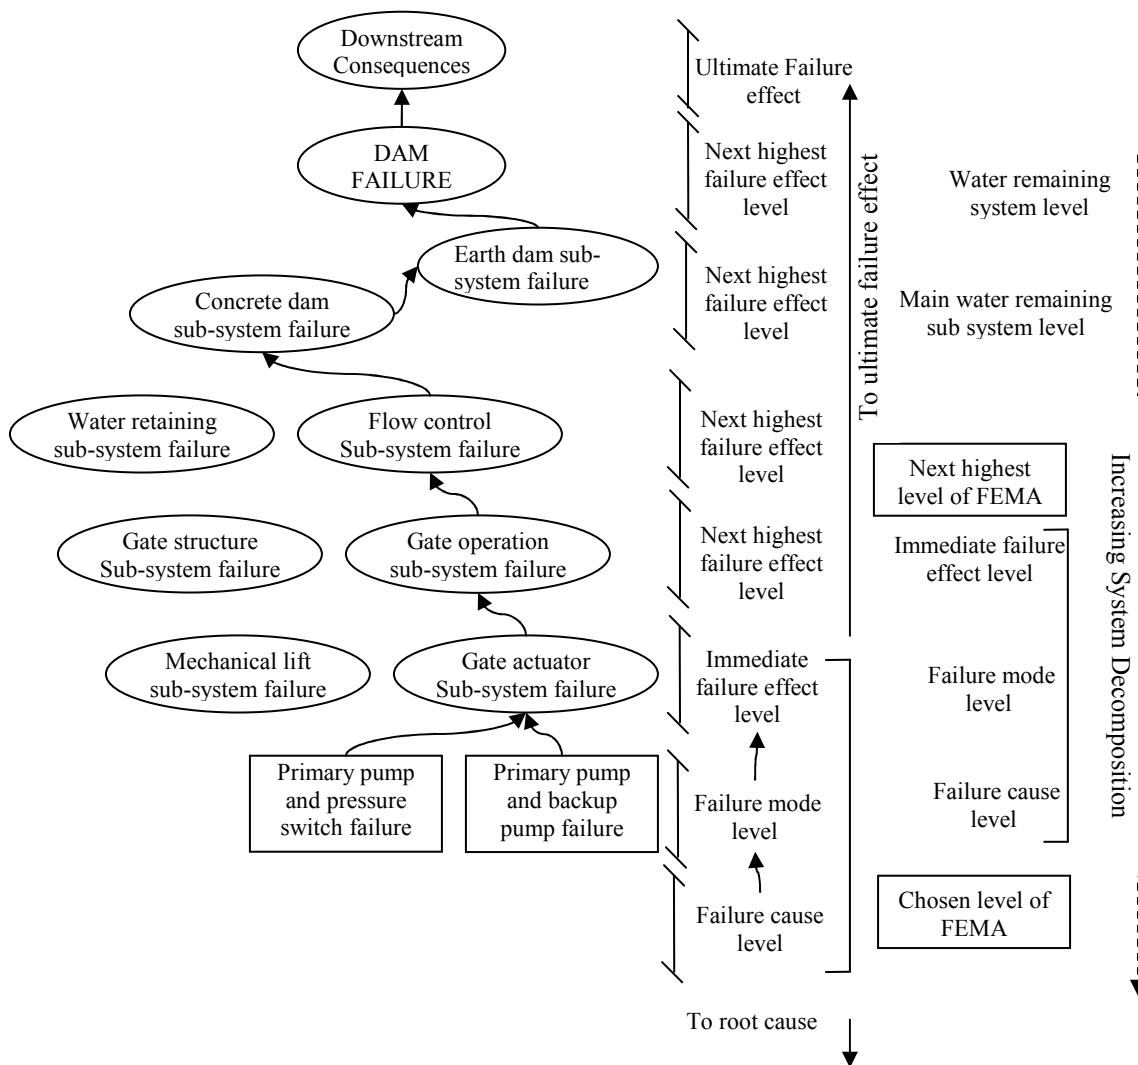 Downstream
Consequences
DAM
FAILURE
Earth dam sub-
system failure
Concrete dam
sub-system failure
Water retaining
sub-system failure
Flow control
Sub-system failure
Gate structure
Sub-system failure
Gate operation
sub-system failure
Mechanical lift
sub-system failure
Gate actuator
Sub-system failure
Primary pump
and pressure
switch failure
Primary pump
and backup
pump failure
Ultimate Failure
effect
Next highest
failure effect
level
Next highest
failure effect
level
Next highest
failure effect
level
Next highest
failure effect
level
Immediate
failure effect
level
Failure mode
level
Failure cause
level
To root cause
To ultimate failure effect
Water remaining
system level
Main water remaining
sub system level
Next highest
level of FEMA
Immediate failure
effect level
Failure mode
level
Failure cause
level
Chosen level of
FEMA
Increasing System Decomposition